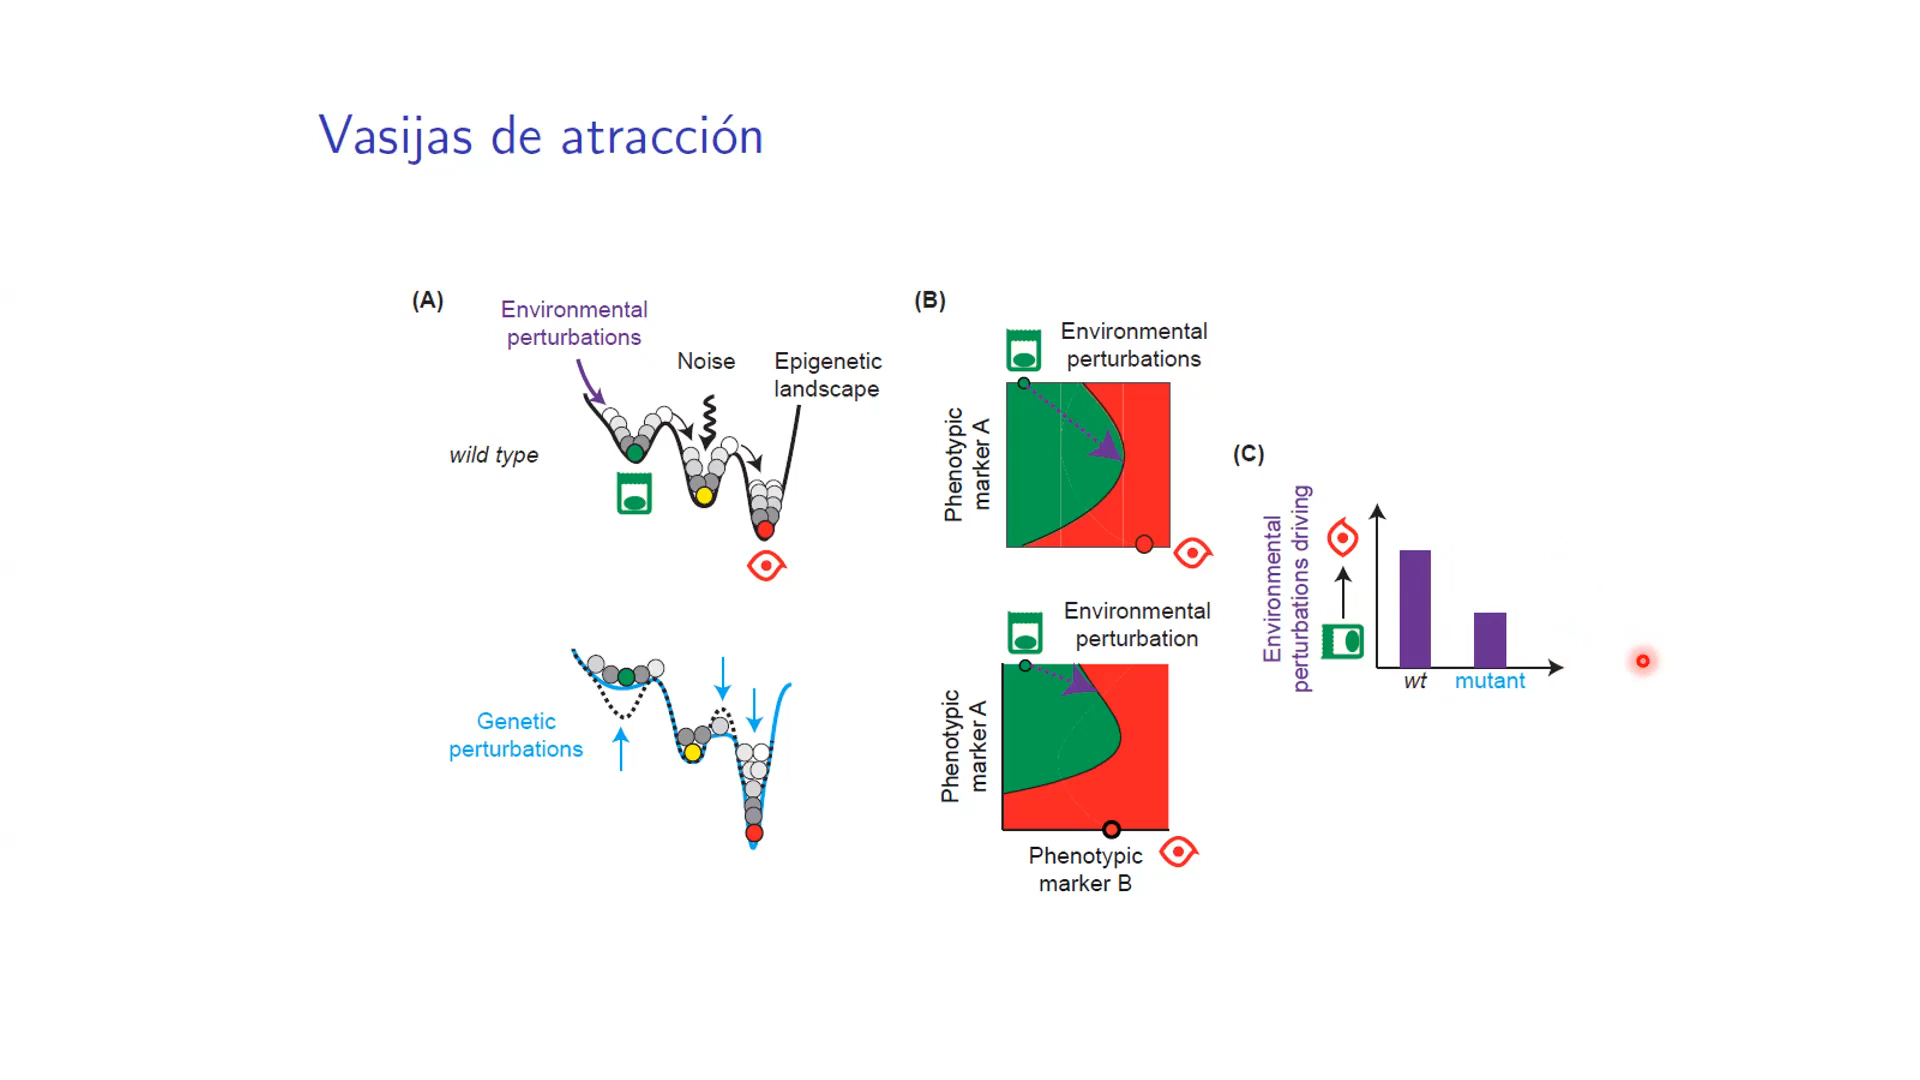 Vasijas de atracción
(A)
Environmental
perturbations
Noise
Epigenetic
landscape
wild type
Genetic
perturbations
(B)
Environmental
perturbations
Phenotypic
marker A
Environmental
perturbation
Phenotypic
marker A
Phenotypic
marker B
(C)
Environmental
perturbations driving
wt
mutant